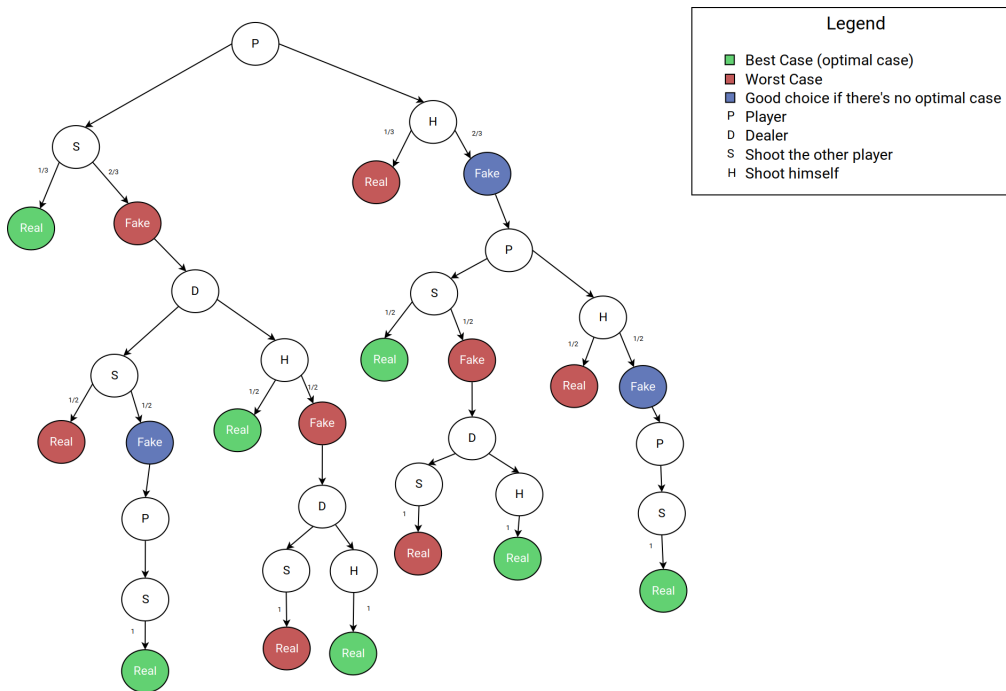 Legend
Best Case (optimal case)
Worst Case
Good choice if there's no optimal case
P Player
D Dealer
S Shoot the other player
H Shoot himself
P
H
S
1/3 2/3
1/3 2/3
Real Fake
Real Fake
P
D
S
H
1/2 1/2
1/2 1/2
S
H
Real Fake
Real Fake
1/2 1/2
1/2 1/2
Real Fake
Real Fake
D
P
S
H
P
D
S
1
1
1
Real
Real
S
H
S
1
1
1
Real
1
Real
Real
Real